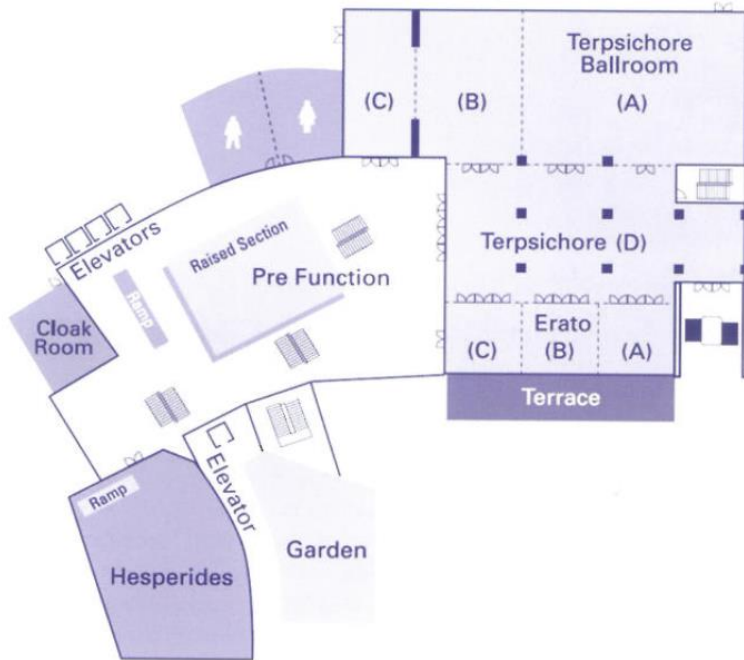 Terpsichore
Ballroom
(C)
(B)
(A)
Elevators
Raised Section
Pre Function
Ramp
Terpsichore (D)
Cloak
Room
Erato
(C)
(B)
(A)
Terrace
Elevator
Ramp
Garden
Hesperides